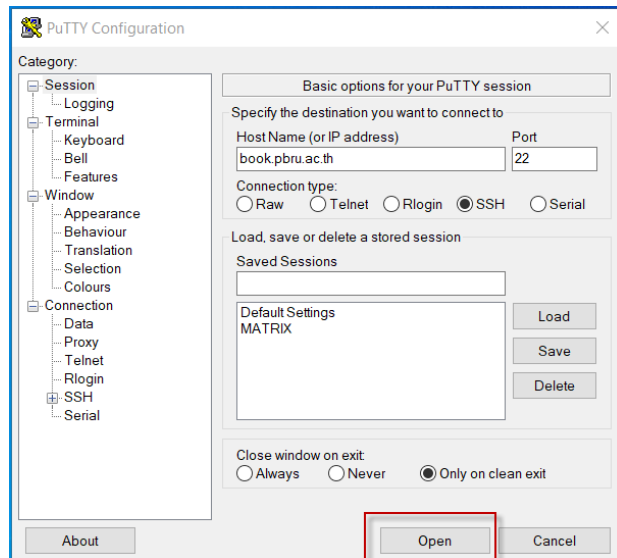 PuTTY Configuration
Category:
Session
Logging
Terminal
Keyboard
Bell
Features
Window
Appearance
Behaviour
Translation
Selection
Colours
Connection
Data
Proxy
Telnet
Rlogin
SSH
Serial
Basic options for your PuTTY session
Specify the destination you want to connect to
Host Name (or IP address) Port
book.pbru.ac.th 22
Connection type:
Raw Telnet Rlogin SSH Serial
Load, save or delete a stored session
Saved Sessions
Default Settings
MATRIX
Load
Save
Delete
Close window on exit:
Always Never Only on clean exit
About Open Cancel